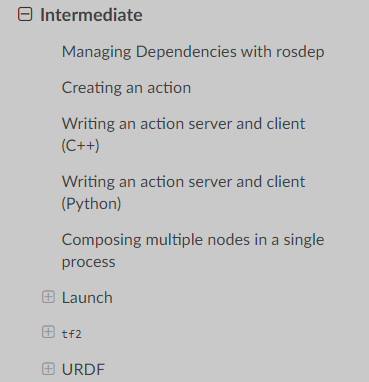 Intermediate
Managing Dependencies with rosdep
Creating an action
Writing an action server and client
(C++)
Writing an action server and client
(Python)
Composing multiple nodes in a single
process
Launch
tf2
URDF